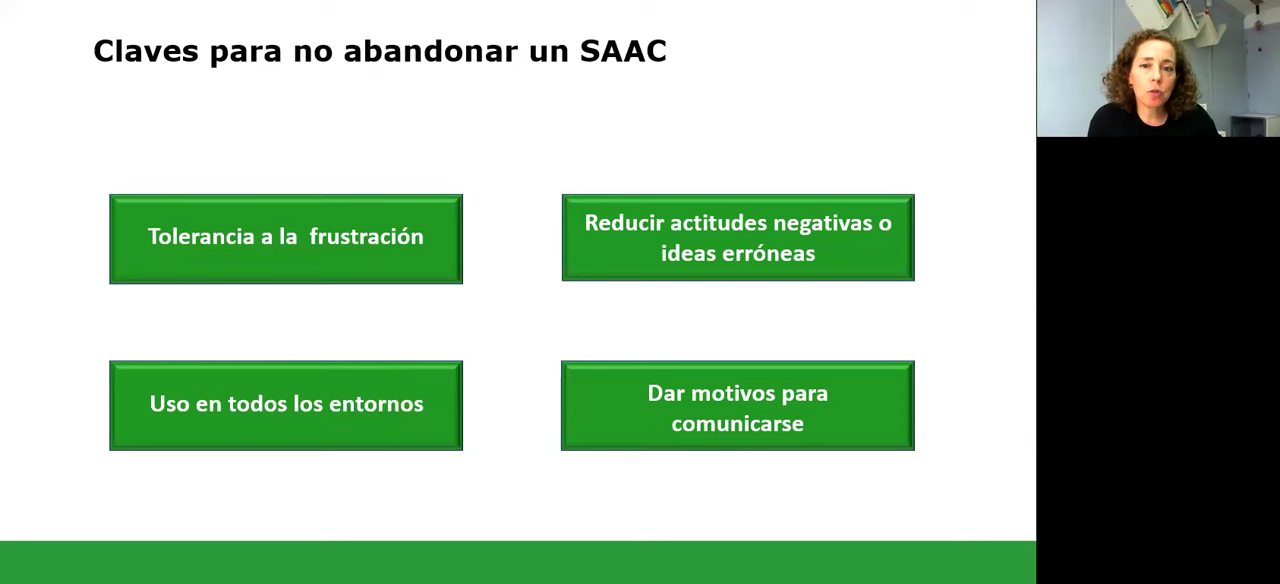 Claves para no abandonar un SAAC
Tolerancia a la frustración
Reducir actitudes negativas o
ideas erróneas
Uso en todos los entornos
Dar motivos para
comunicarse